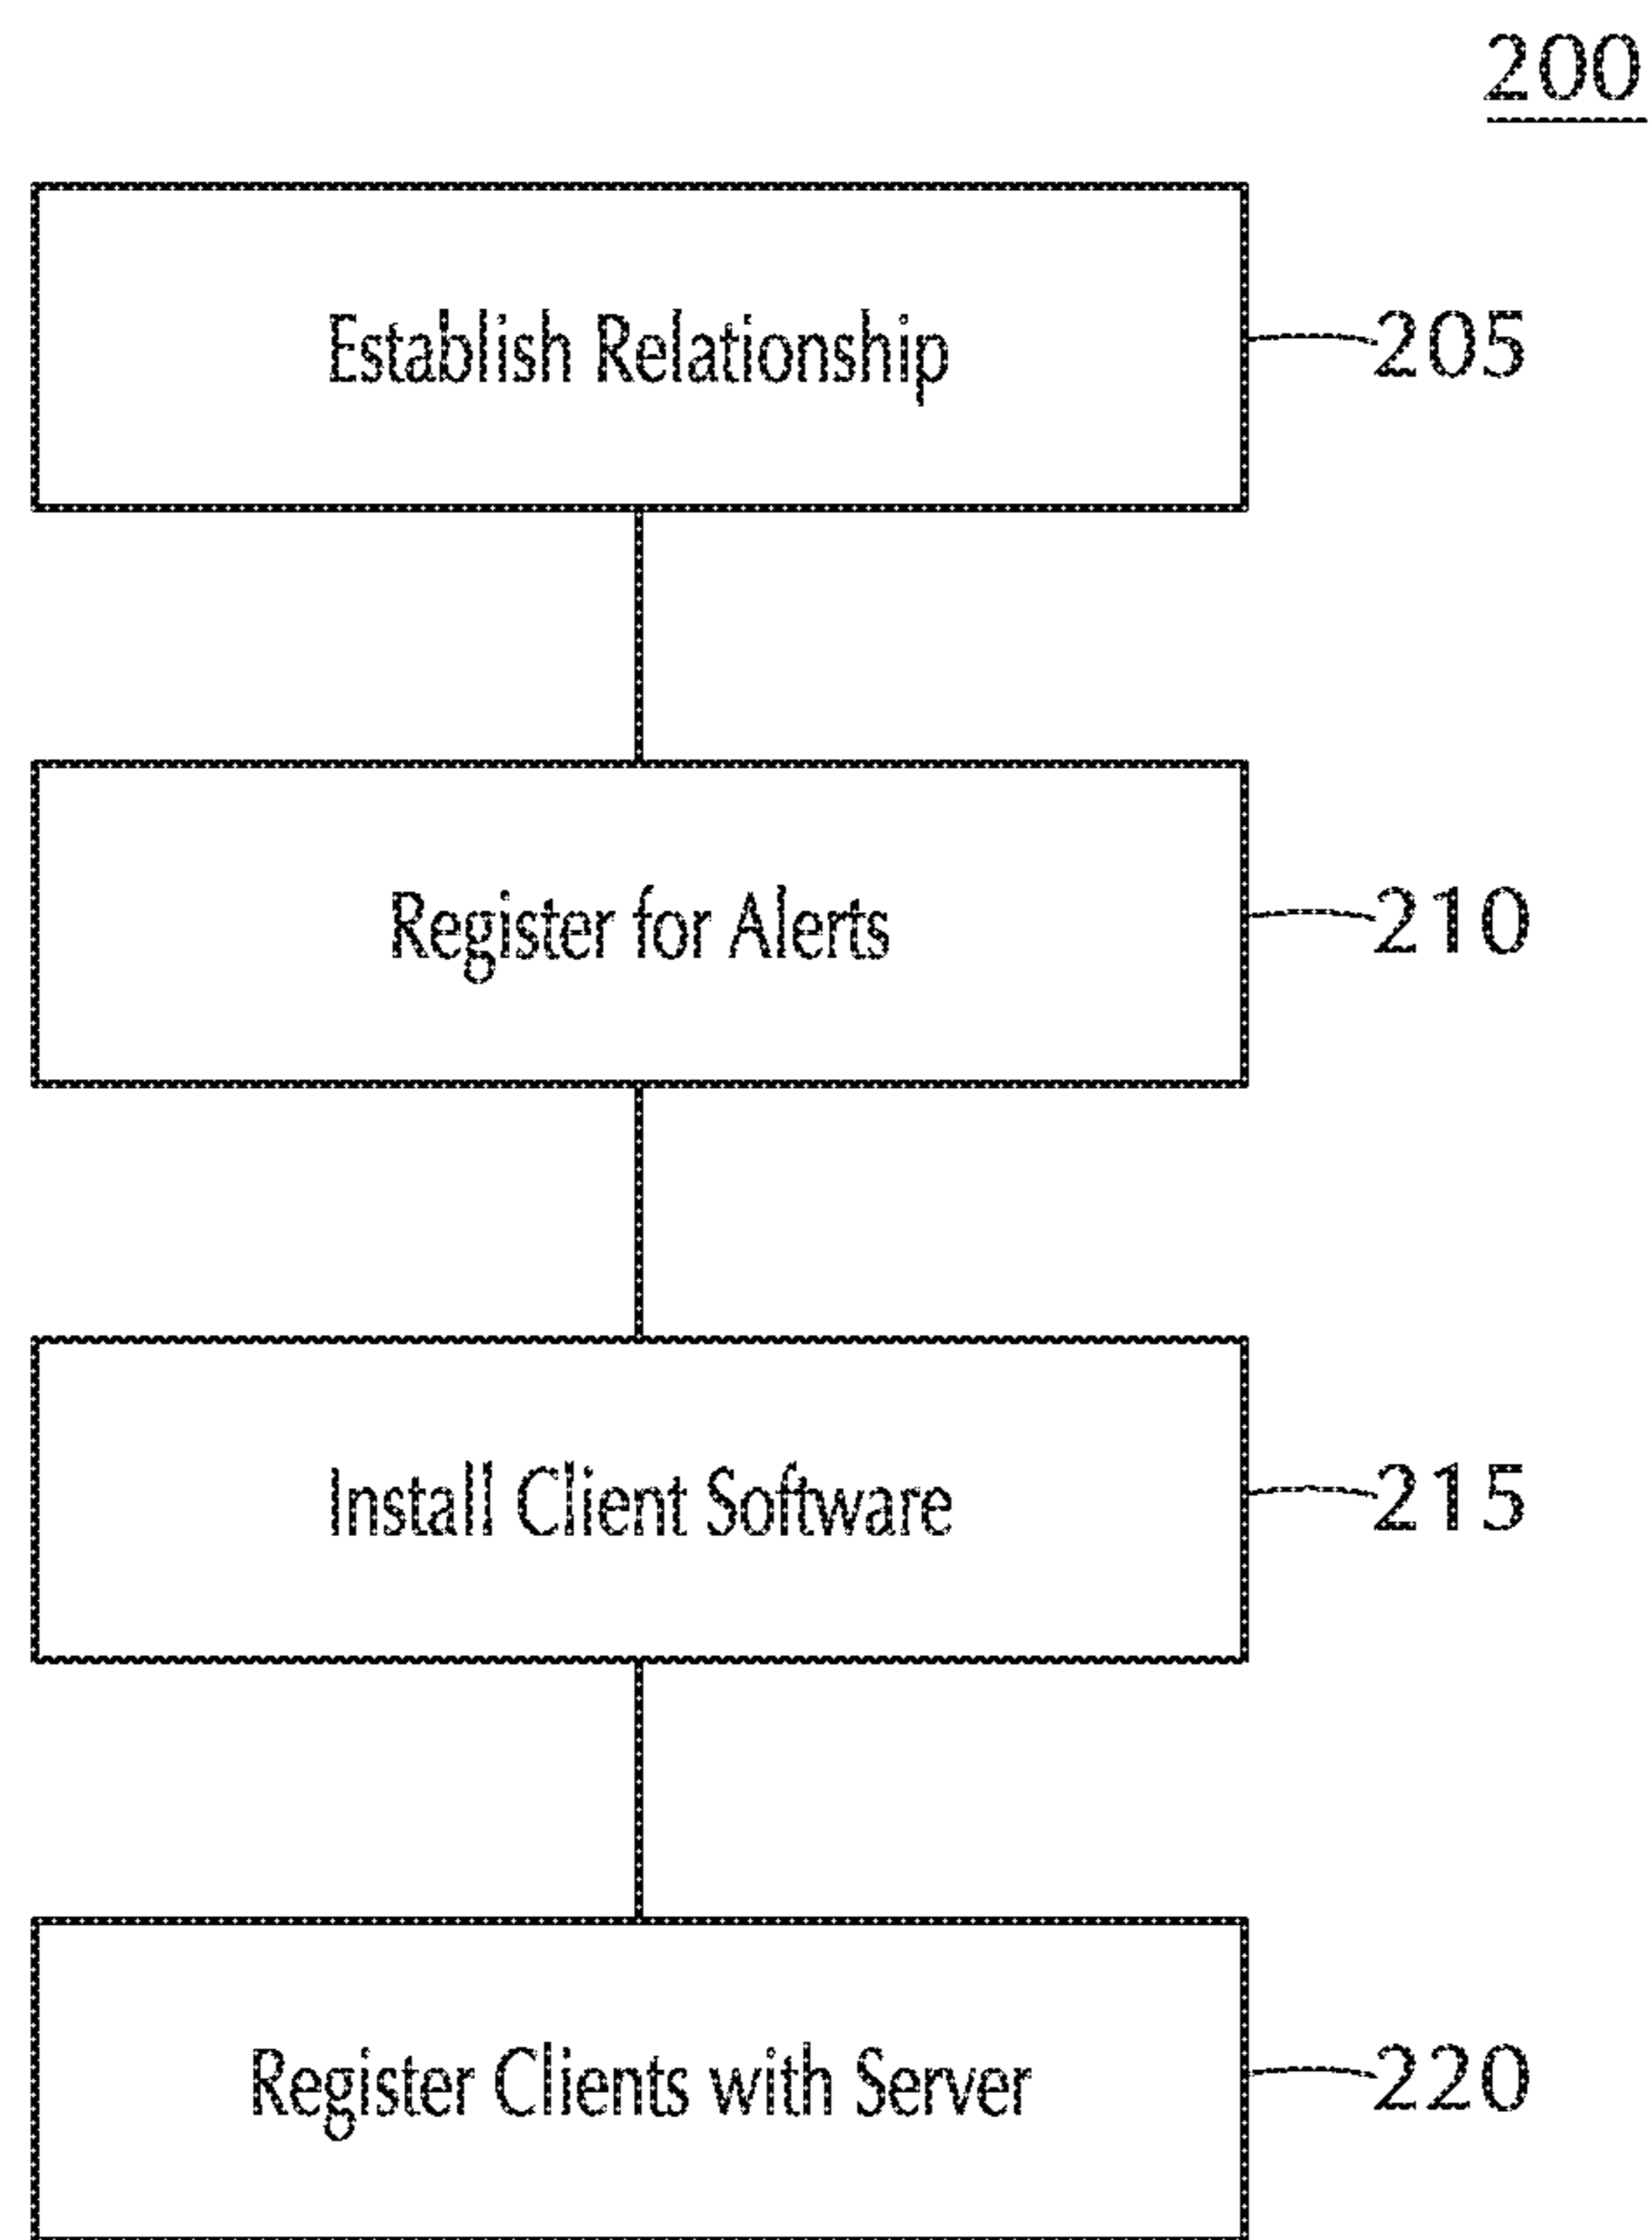 200
Establish Relationship 205
Register for Alerts 210
Install Client Software 215
Register Clients with Server 220